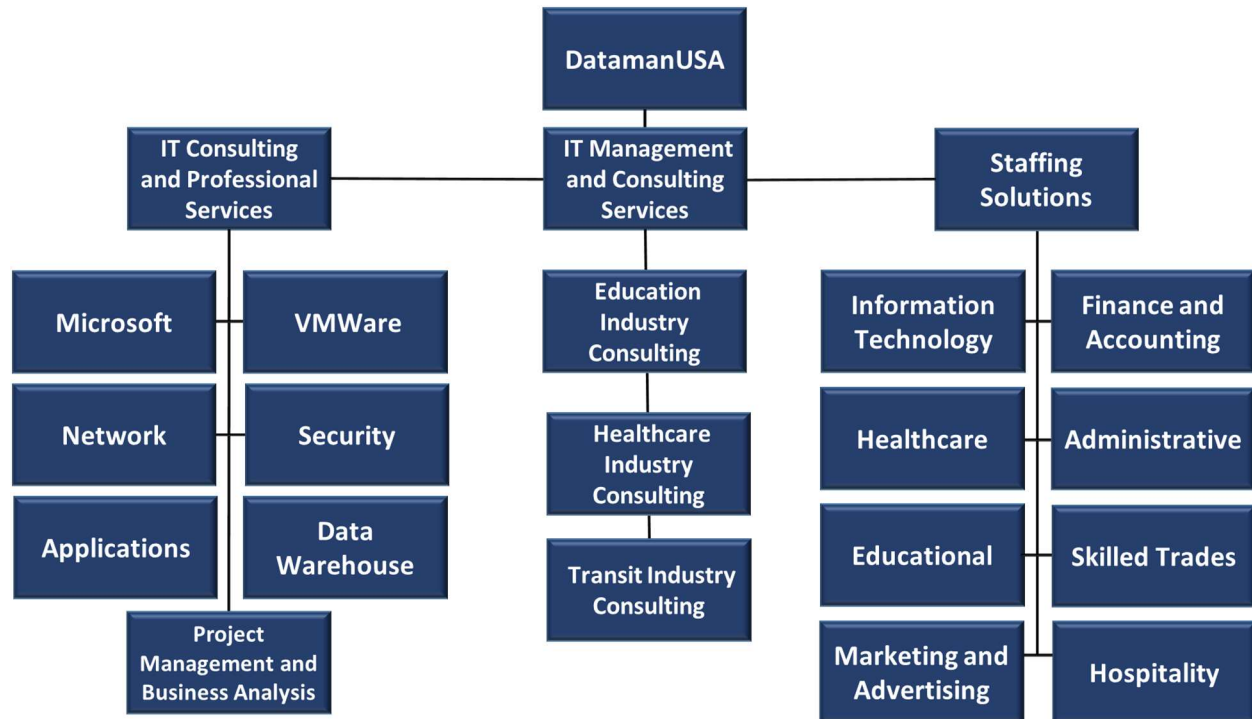 DatamanUSA
IT Consulting
and Professional
Services
IT Management
and Consulting
Services
Staffing
Solutions
Microsoft
VMWare
Network
Security
Applications
Data
Warehouse
Project
Management and
Business Analysis
Education
Industry
Consulting
Healthcare
Industry
Consulting
Transit Industry
Consulting
Information
Technology
Finance and
Accounting
Healthcare
Administrative
Educational
Skilled Trades
Marketing and
Advertising
Hospitality